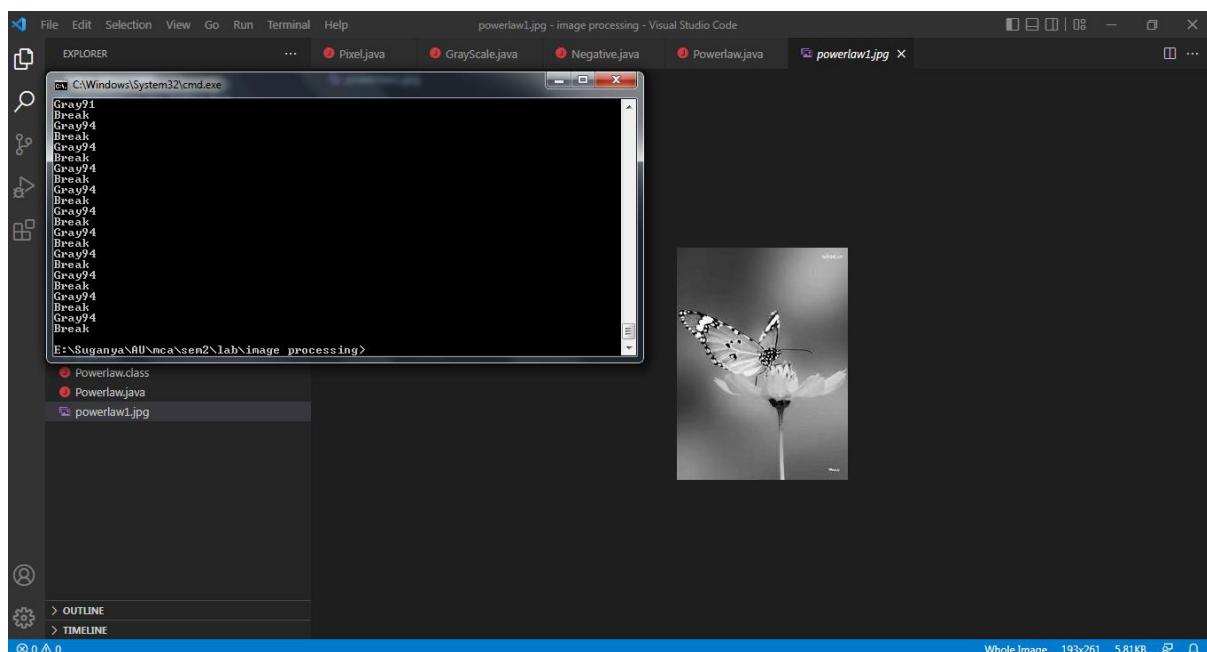 File Edit Selection View Go Run Terminal Help
powerlaw1.jpg - image processing - Visual Studio Code
EXPLORER
Pixel.java
GrayScale.java
Negative.java
Powerlaw.java
powerlaw1.jpg
C:\Windows\System32\cmd.exe
Gray91
Break
Gray94
Break
Gray94
Break
Gray94
Break
Gray94
Break
Gray94
Break
Gray94
Break
Gray94
Break
Gray94
Break
Gray94
Break
Gray94
Break
E:\Suganya\AU\mca\sem2\lab\image processing>
Powerlaw.class
Powerlaw.java
powerlaw1.jpg
OUTLINE
TIMELINE
0 0
Whole Image 193x261 5.81KB